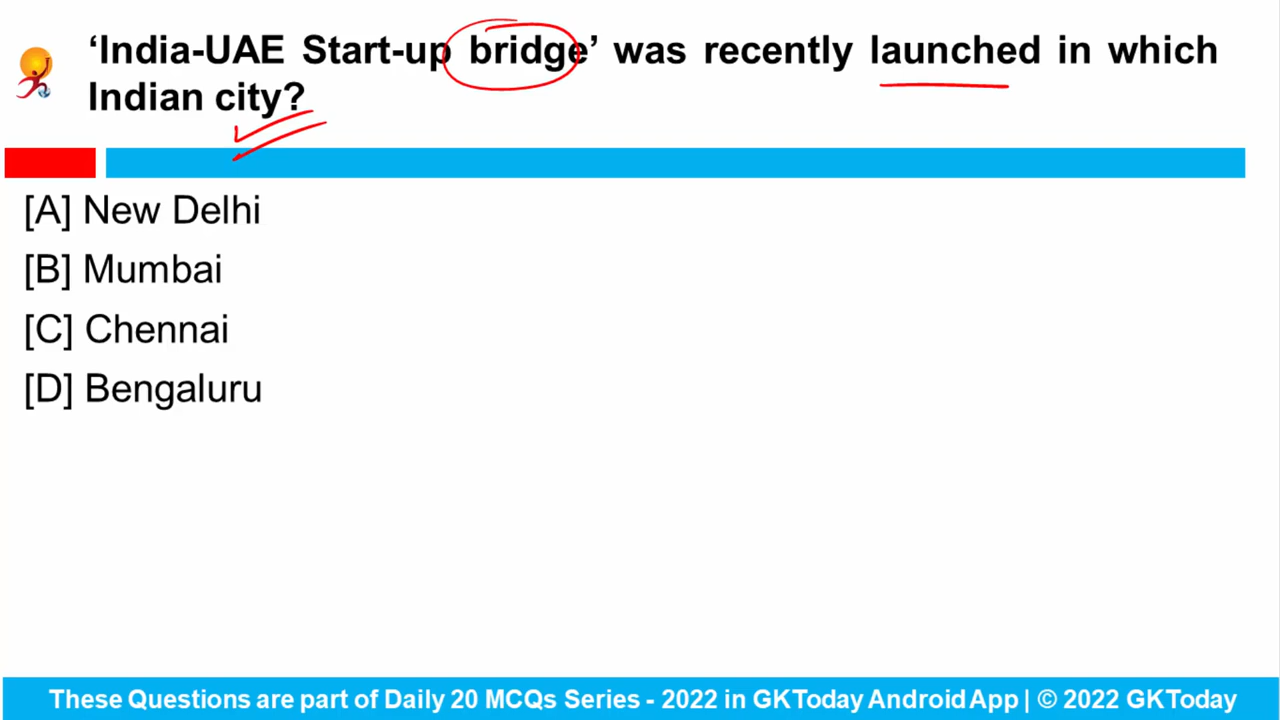 ‘India-UAE Start-up bridge’ was recently launched in which
Indian city?
[A] New Delhi
[B] Mumbai
[C] Chennai
[D] Bengaluru
These Questions are part of Daily 20 MCQs Series - 2022 in GKToday Android App | © 2022 GKToday